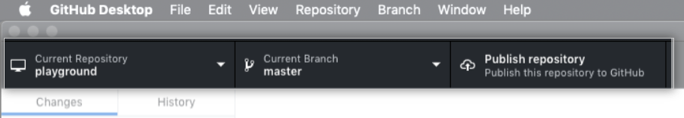 GitHub Desktop File Edit View Repository Branch Window Help
Current Repository
playground
Current Branch
master
Publish repository
Publish this repository to GitHub
Changes History